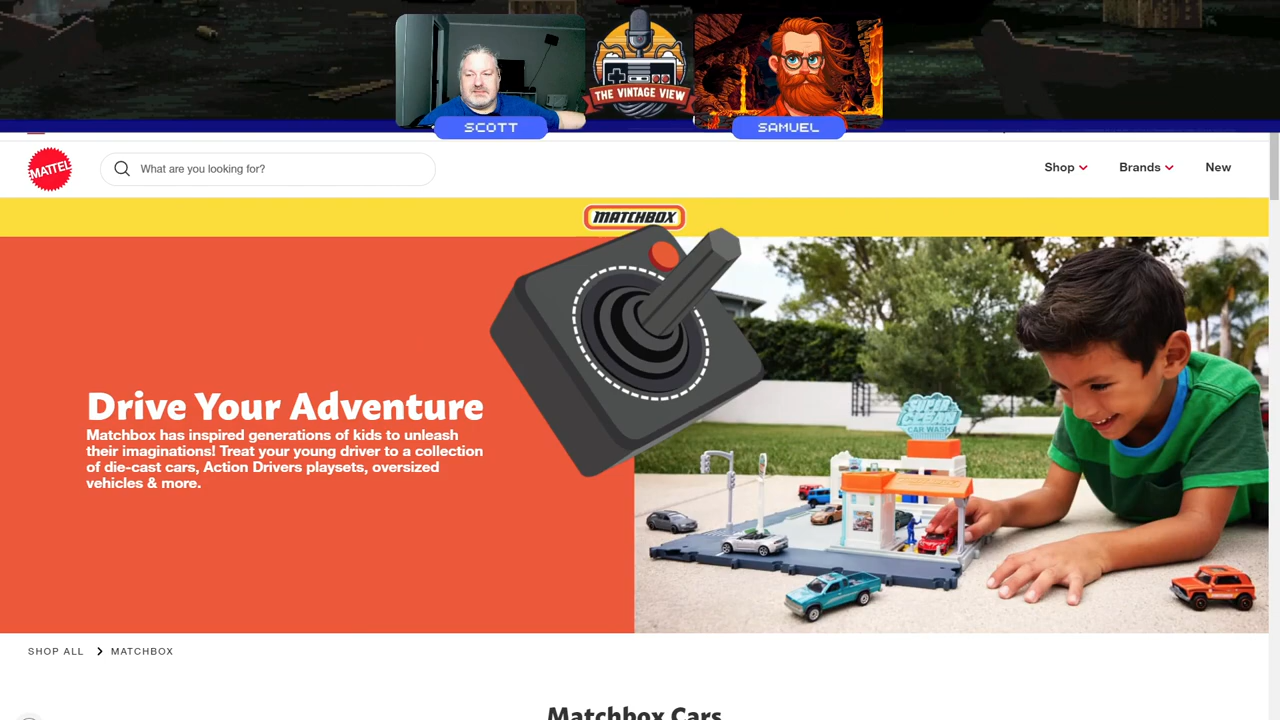 THE VINTAGE VIEW
SCOTT
SAMUEL
MATTEL
What are you looking for?
Shop
Brands
New
MATCHBOX
Drive Your Adventure
Matchbox has inspired generations of kids to unleash
their imaginations! Treat your young driver to a collection
of die-cast cars, Action Drivers playsets, oversized
vehicles & more.
SUPER
CLEAN
CAR WASH
SHOP ALL
MATCHBOX
Matchbox Cars